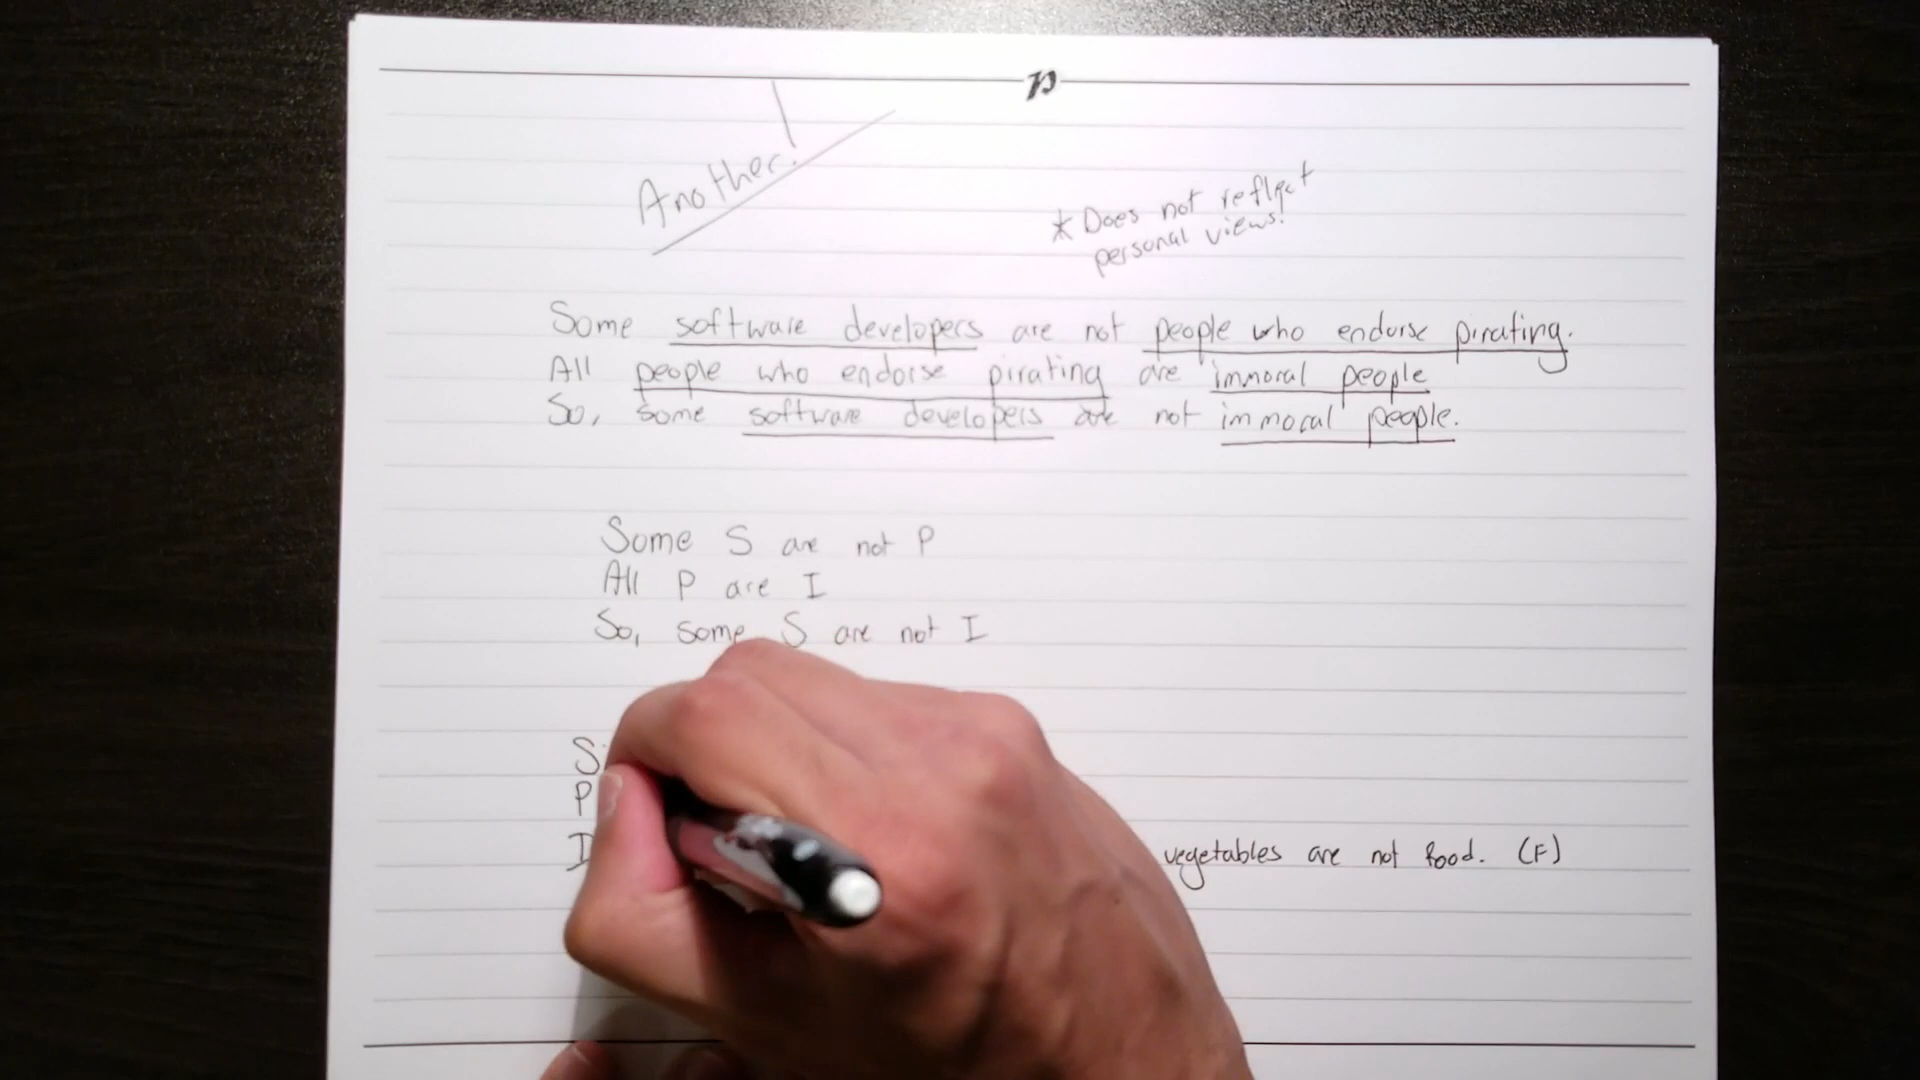 Another!
*Does not reflect
personal views!
Some software developers are not people who endorse pirating.
All people who endorse pirating are immoral people
So, some software developers are not immoral people.
Some S are not P
All P are I
So, some S are not I
S:
P
I
vegetables are not food. (F)